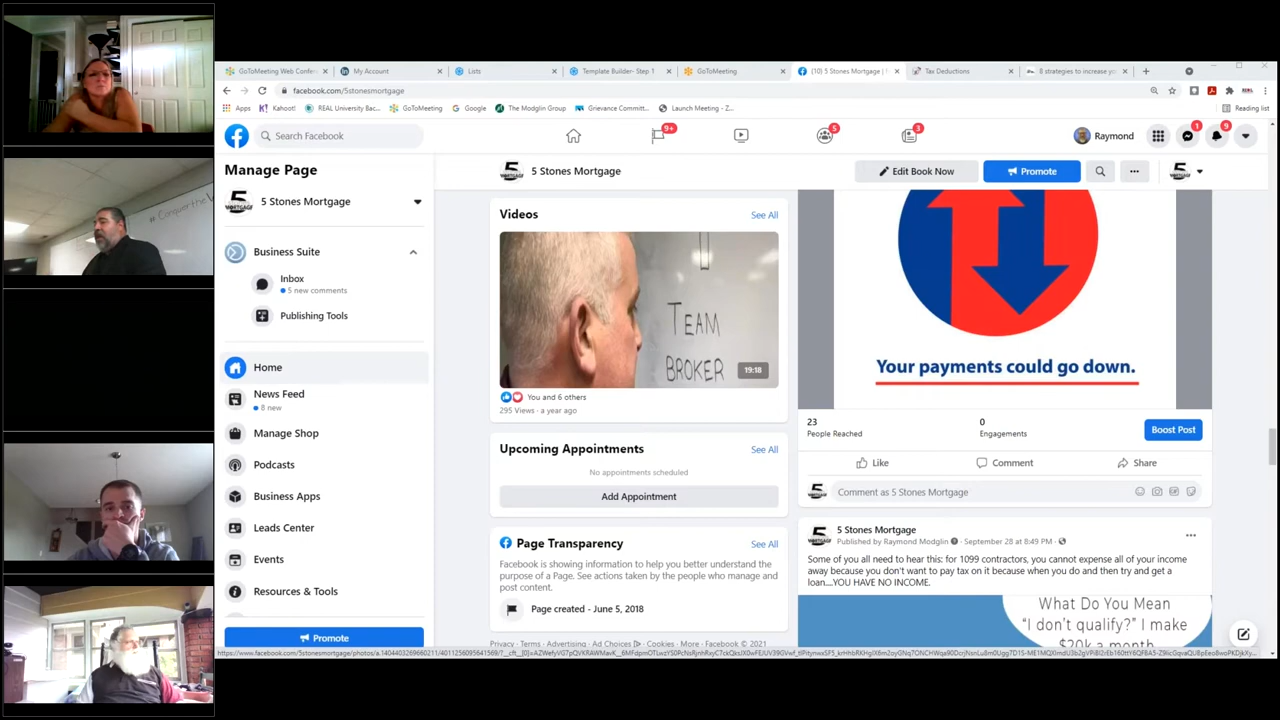 # Conquer the
GoToMeeting Web Conf
My Account
Lists
Template Builder- Step 1
GoToMeeting
(10) 5 Stones Mortgage |
Tax Deductions
8 strategies to increase yo
facebook.com/5stonesmortgage
Apps
Kahoot!
REAL University Bac...
GoToMeeting
Google
The Modglin Group
Grievance Committ...
Launch Meeting - Z...
Reading list
Search Facebook
9+
5
3
Raymond
1
9
Manage Page
5 Stones Mortgage
Business Suite
Inbox
5 new comments
Publishing Tools
Home
News Feed
8 new
Manage Shop
Podcasts
Business Apps
Leads Center
Events
Resources & Tools
Promote
5 Stones Mortgage
Edit Book Now
Promote
Videos
See All
TEAM
BROKER
19:18
You and 6 others
295 Views · a year ago
Upcoming Appointments
See All
No appointments scheduled
Add Appointment
Page Transparency
See All
Facebook is showing information to help you better understand the
purpose of a Page. See actions taken by the people who manage and
post content.
Page created - June 5, 2018
Privacy · Terms · Advertising · Ad Choices · Cookies · More · Facebook © 2021
Your payments could go down.
23
People Reached
0
Engagements
Boost Post
Like
Comment
Share
Comment as 5 Stones Mortgage
5 Stones Mortgage
Published by Raymond Modglin · September 28 at 8:49 PM ·
Some of you all need to hear this: for 1099 contractors, you cannot expense all of your income
away because you don't want to pay tax on it because when you do and then try and get a
loan....YOU HAVE NO INCOME.
What Do You Mean
"I don't qualify?" I make
$20k a month